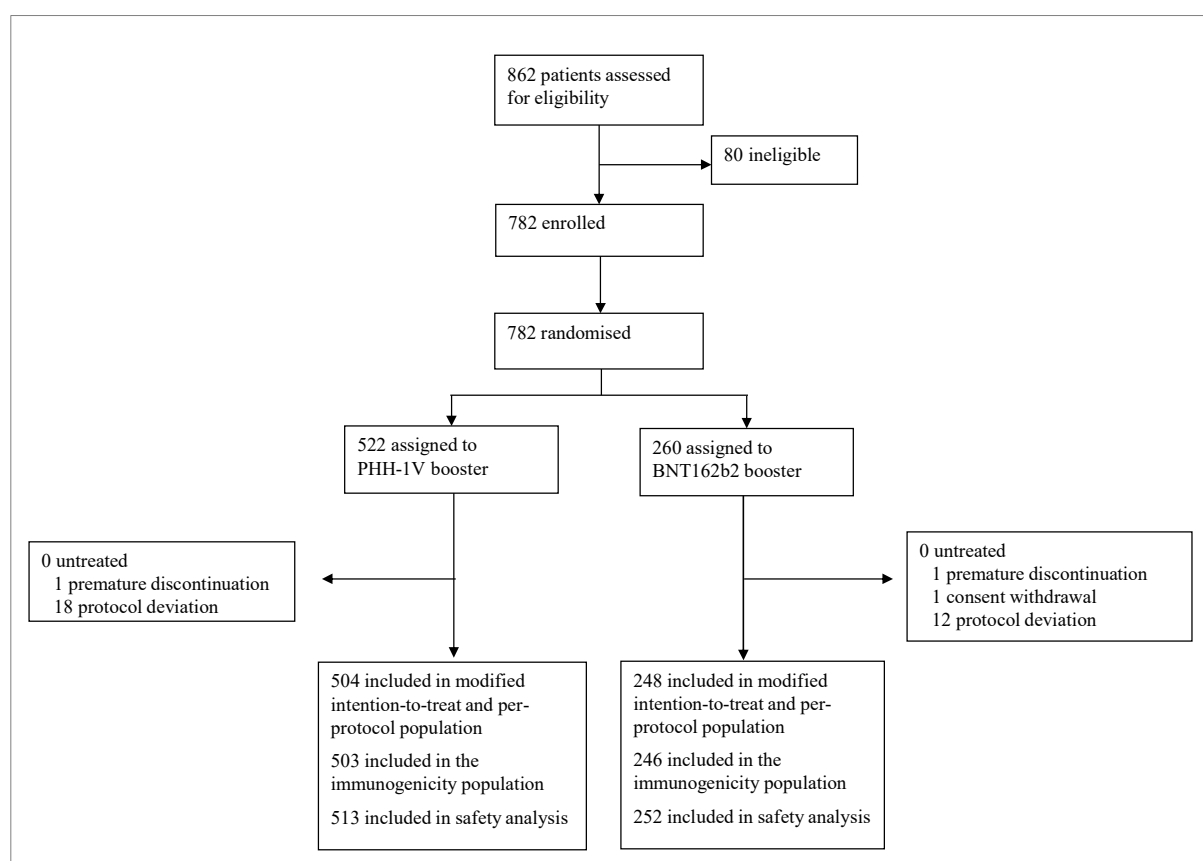 862 patients assessed
for eligibility
80 ineligible
782 enrolled
782 randomised
522 assigned to
PHH-1V booster
260 assigned to
BNT162b2 booster
0 untreated
1 premature discontinuation
18 protocol deviation
0 untreated
1 premature discontinuation
1 consent withdrawal
12 protocol deviation
504 included in modified
intention-to-treat and per-
protocol population
503 included in the
immunogenicity population
513 included in safety analysis
248 included in modified
intention-to-treat and per-
protocol population
246 included in the
immunogenicity population
252 included in safety analysis